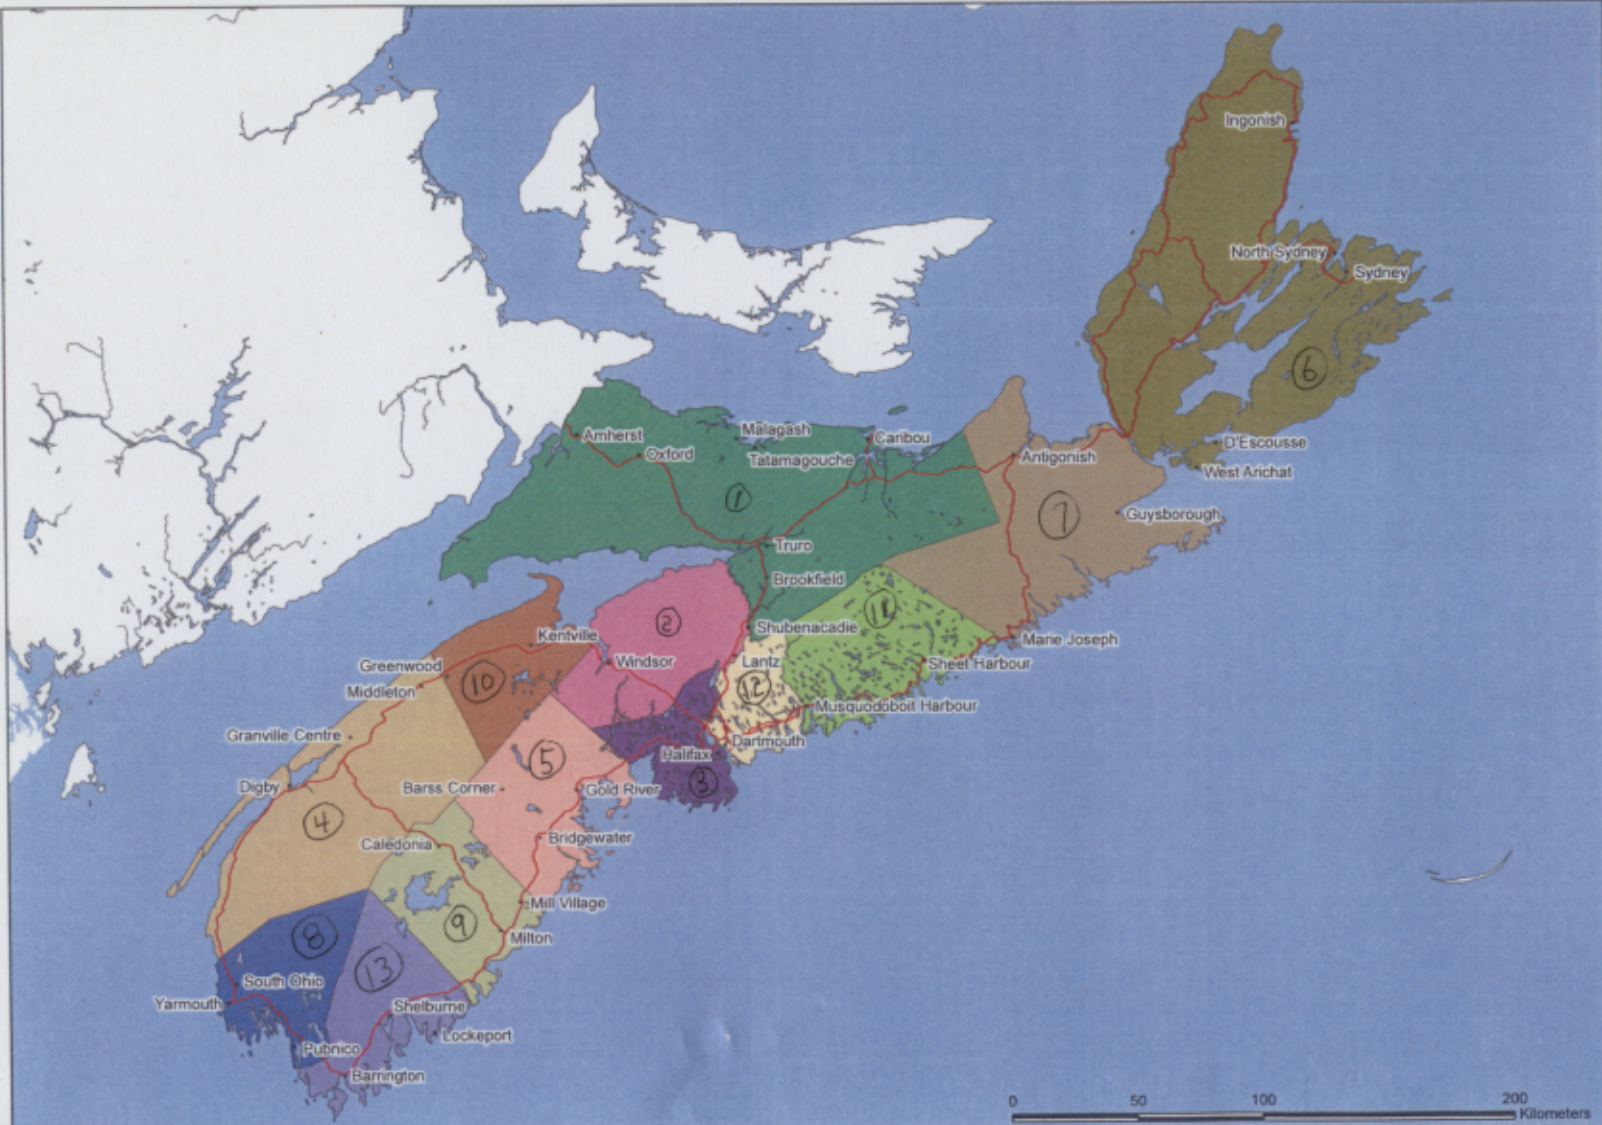 Ingonish
North Sydney
Sydney
6
D'Escousse
West Arichat
Amherst
Oxford
Malagash
Tatamagouche
Caribou
1
Antigonish
7
Guysborough
Truro
Brookfield
2
11
Shubenacadie
Kentville
Marie Joseph
Greenwood
Windsor
Lantz
Sheet Harbour
Middleton
10
12
Musquodoboit Harbour
Granville Centre
Dartmouth
Halifax
5
3
Digby
Barss Corner
Gold River
4
Caledonia
Bridgewater
Mill Village
8
9
Milton
13
South Ohio
Yarmouth
Shelburne
Lockeport
Pubnico
Barrington
0 50 100 200
Kilometers